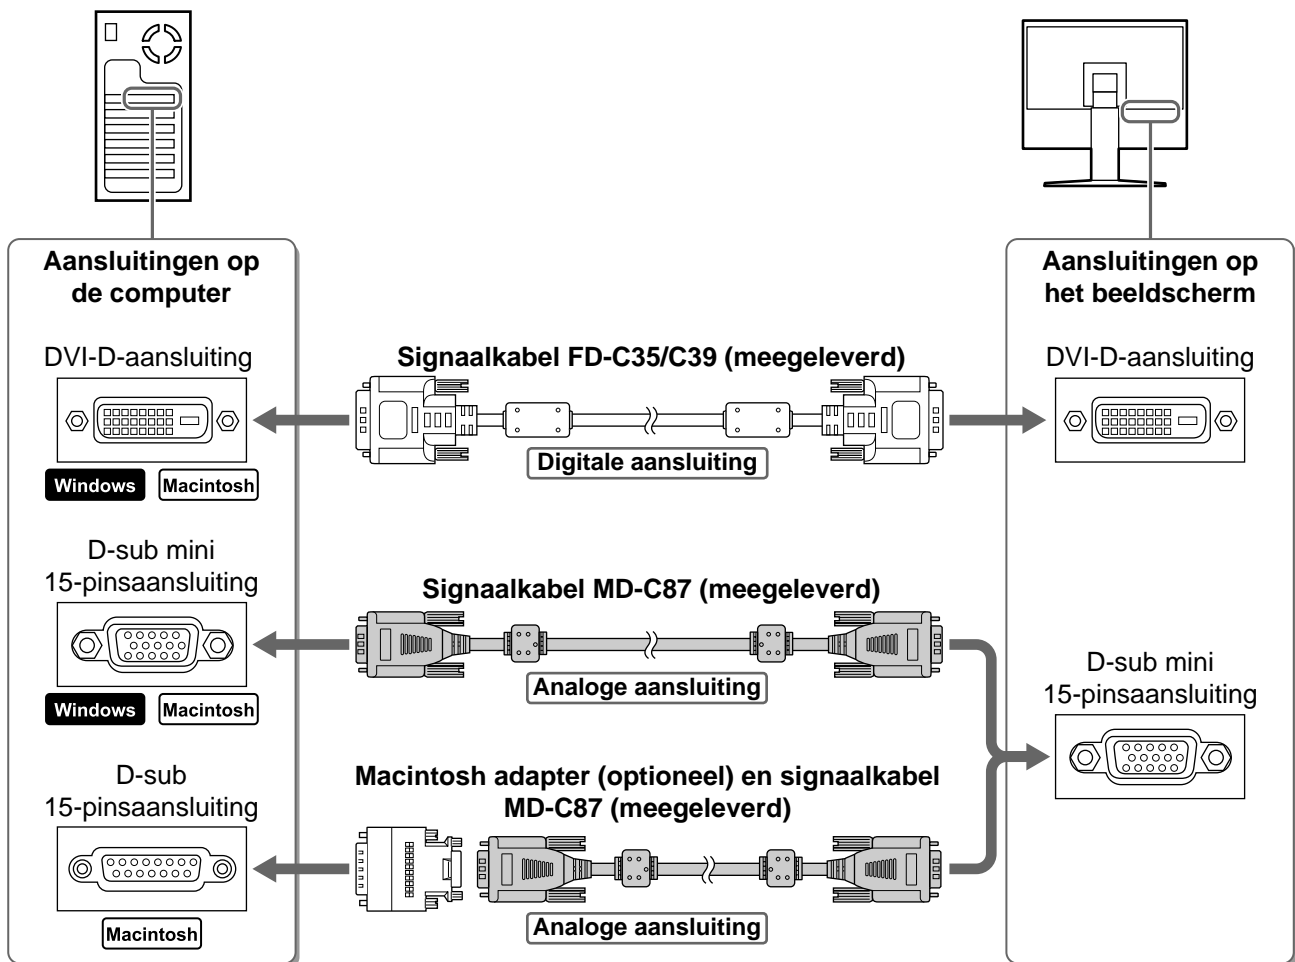 Aansluitingen op
de computer
DVI-D-aansluiting
Windows Macintosh
D-sub mini
15-pinsaansluiting
Windows Macintosh
D-sub
15-pinsaansluiting
Macintosh
Signaalkabel FD-C35/C39 (meegeleverd)
Digitale aansluiting
Signaalkabel MD-C87 (meegeleverd)
Analoge aansluiting
Macintosh adapter (optioneel) en signaalkabel
MD-C87 (meegeleverd)
Analoge aansluiting
Aansluitingen op
het beeldscherm
DVI-D-aansluiting
D-sub mini
15-pinsaansluiting